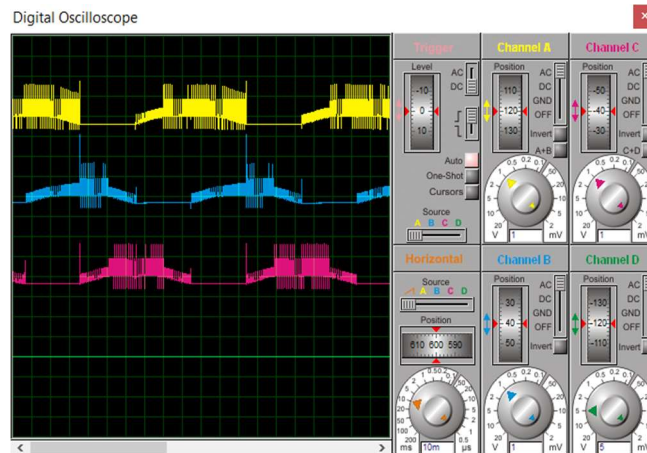 Digital Oscilloscope
Trigger
Level
AC
DC
-10
0
10
Auto
One-Shot
Cursors
Source
A B C D
Channel A
Position
AC
DC
GND
OFF
110
120
130
Invert
A+B
V
1
mV
Channel C
Position
AC
DC
GND
OFF
-50
-40
-30
Invert
C+D
V
1
mV
Horizontal
Source
A B C D
Position
610 600 590
ms
10m
µs
Channel B
Position
AC
DC
GND
OFF
30
40
50
Invert
V
1
mV
Channel D
Position
AC
DC
GND
OFF
-130
-120
-110
Invert
V
5
mV